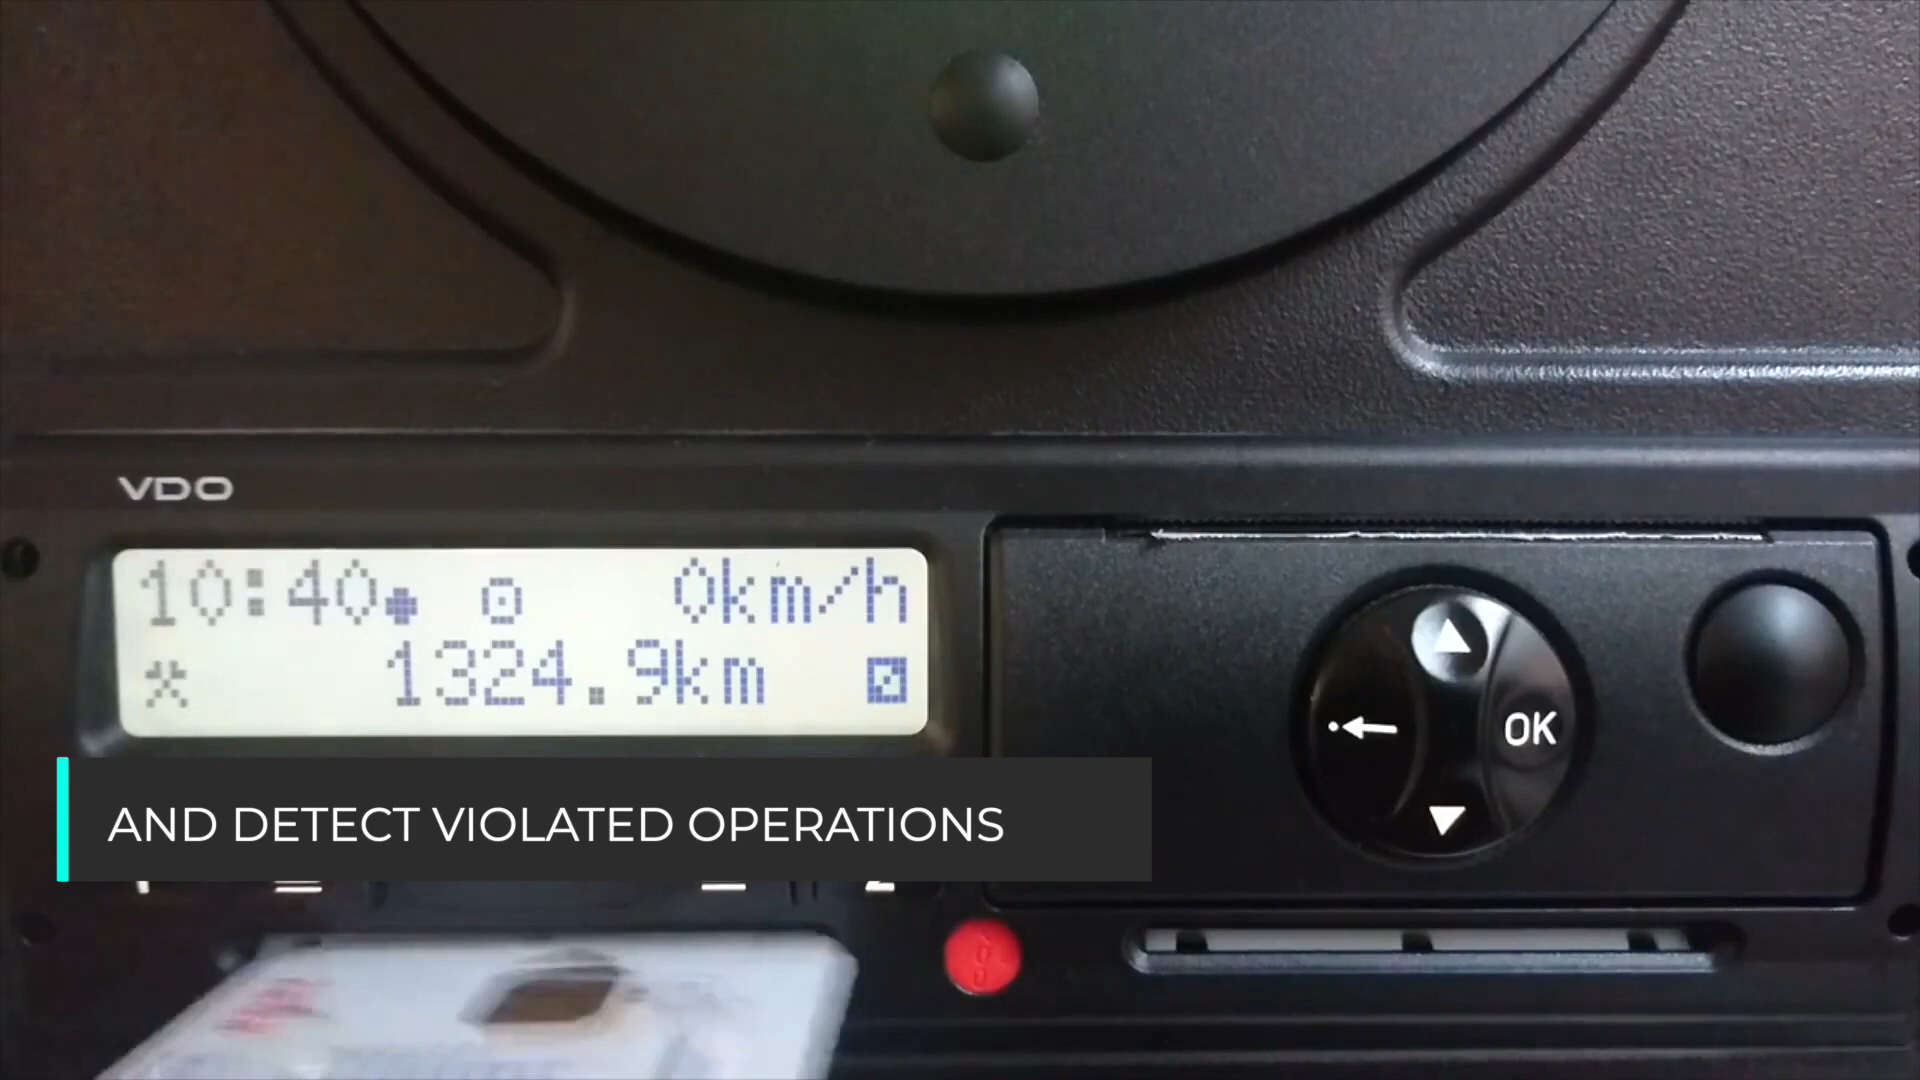 VDO
10:40 0km/h
1324.9km
OK
AND DETECT VIOLATED OPERATIONS